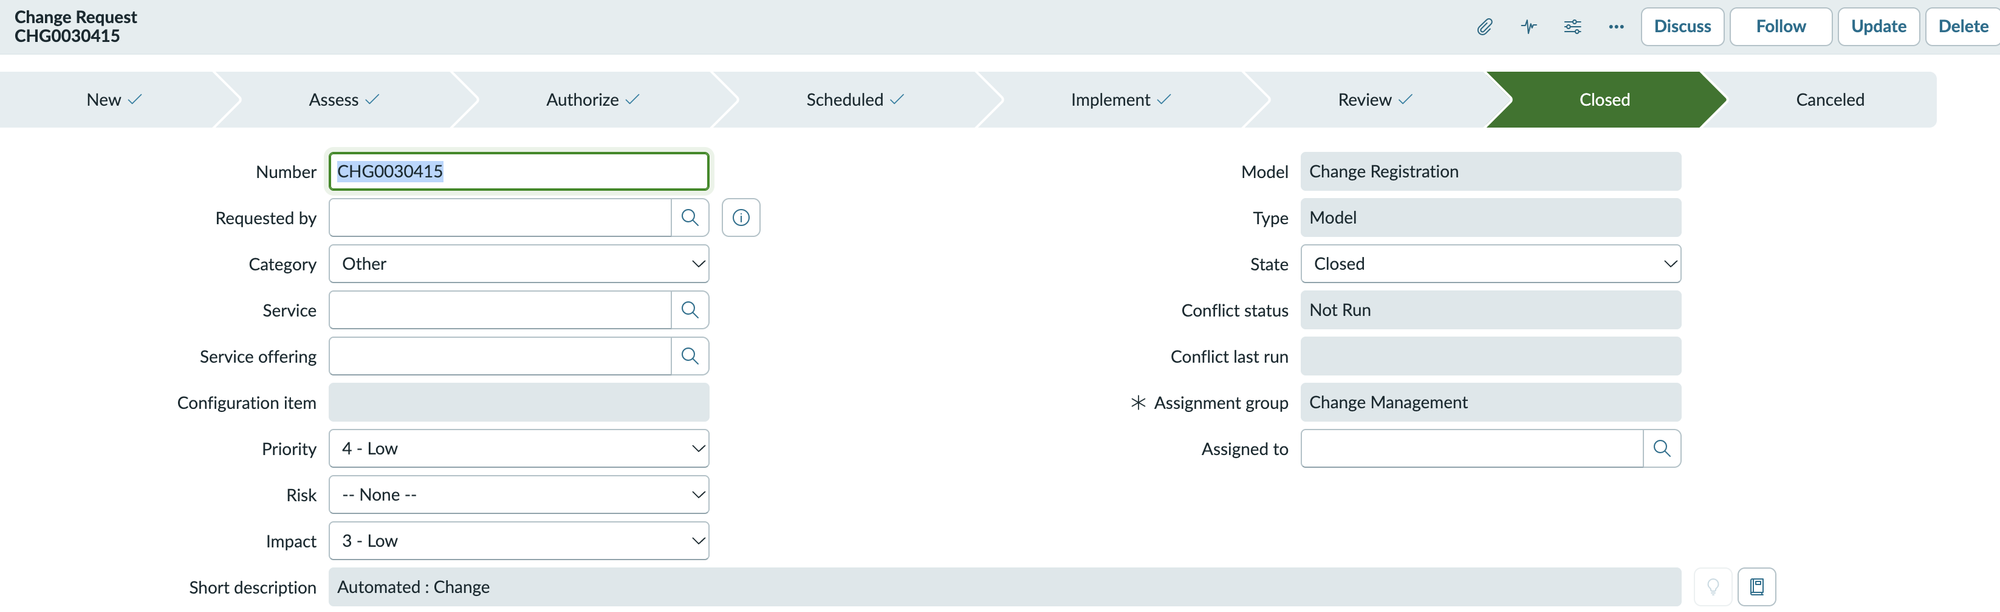 Change Request
CHG0030415
Discuss Follow Update Delete
New Assess Authorize Scheduled Implement Review Closed Canceled
Number CHG0030415
Requested by
Category Other
Service
Service offering
Configuration item
Priority 4 - Low
Risk -- None --
Impact 3 - Low
Short description Automated : Change
Model Change Registration
Type Model
State Closed
Conflict status Not Run
Conflict last run
Assignment group Change Management
Assigned to